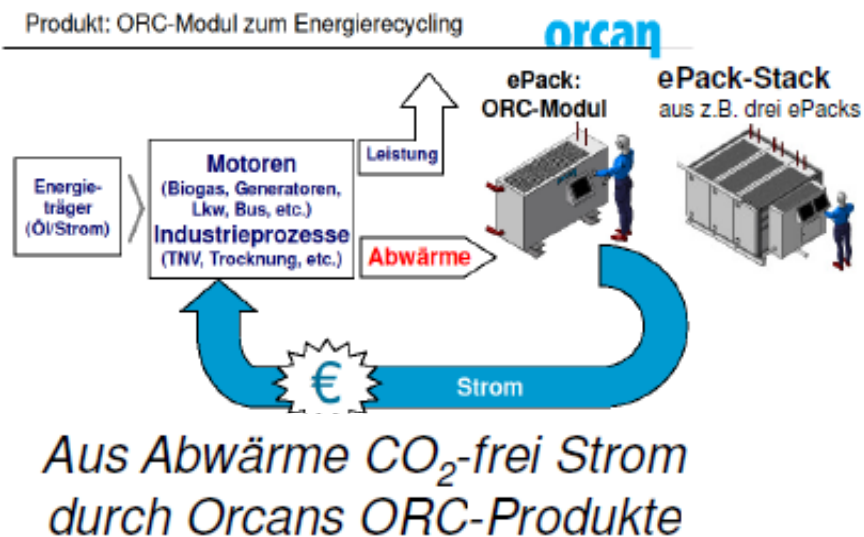 Produkt: ORC-Modul zum Energierecycling
orcan
ePack:
ORC-Modul
ePack-Stack
aus z.B. drei ePacks
Energie-
träger
(Öl/Strom)
Motoren
(Biogas, Generatoren,
Lkw, Bus, etc.)
Industrieprozesse
(TNV, Trocknung, etc.)
Leistung
Abwärme
€
Strom
Aus Abwärme CO₂-frei Strom
durch Orcans ORC-Produkte